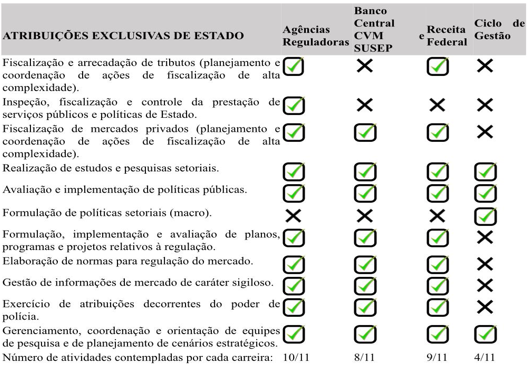 ATRIBUIÇÕES EXCLUSIVAS DE ESTADO
Agências
Reguladoras
Banco
Central
CVM e
SUSEP
Receita
Federal
Ciclo de
Gestão
Fiscalização e arrecadação de tributos (planejamento e
coordenação de ações de fiscalização de alta
complexidade).
Inspeção, fiscalização e controle da prestação de
serviços públicos e políticas de Estado.
Fiscalização de mercados privados (planejamento e
coordenação de ações de fiscalização de alta
complexidade).
Realização de estudos e pesquisas setoriais.
Avaliação e implementação de políticas públicas.
Formulação de políticas setoriais (macro).
Formulação, implementação e avaliação de planos,
programas e projetos relativos à regulação.
Elaboração de normas para regulação do mercado.
Gestão de informações de mercado de caráter sigiloso.
Exercício de atribuições decorrentes do poder de
polícia.
Gerenciamento, coordenação e orientação de equipes
de pesquisa e de planejamento de cenários estratégicos.
Número de atividades contempladas por cada carreira: 10/11 8/11 9/11 4/11